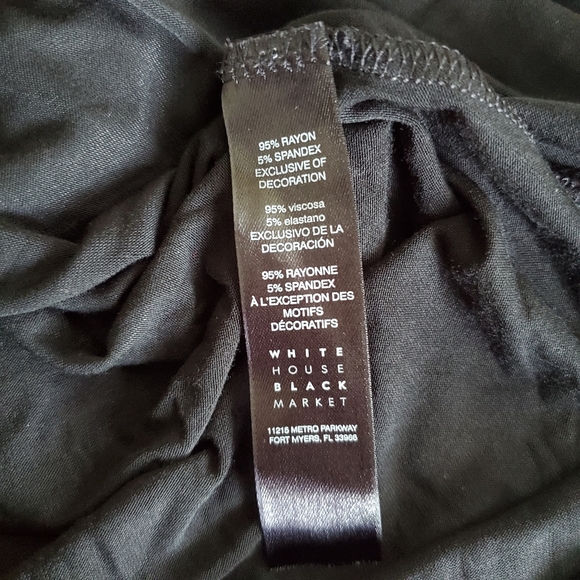 95% RAYON
5% SPANDEX
EXCLUSIVE OF
DECORATION
95% viscosa
5% elastano
EXCLUSIVO DE LA
DECORACIÓN
95% RAYONNE
5% SPANDEX
À L'EXCEPTION DES
MOTIFS
DÉCORATIFS
WHITE
HOUSE
BLACK
MARKET
11215 METRO PARKWAY
FORT MYERS, FL 33966